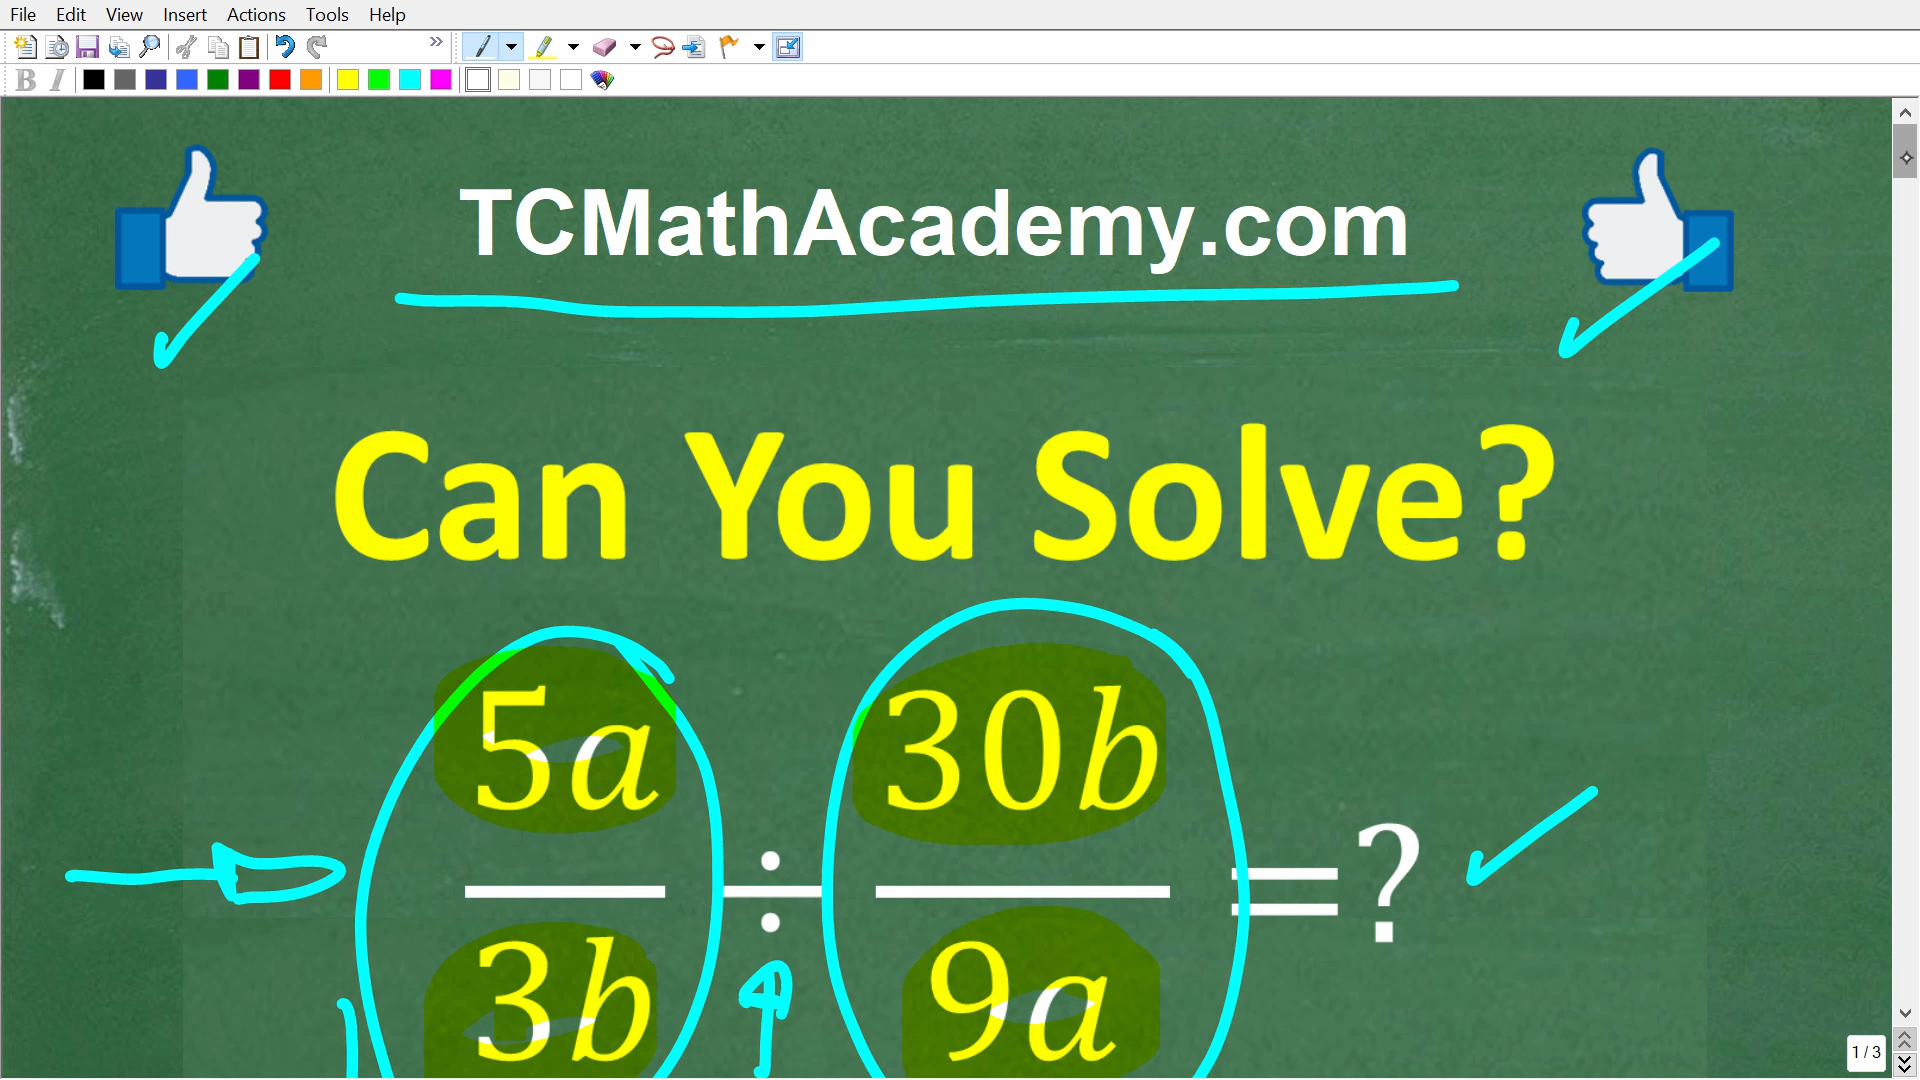 File Edit View Insert Actions Tools Help
B I
TCMathAcademy.com
Can You Solve?
5a 30b
÷ = ?
3b 9a
1 / 3